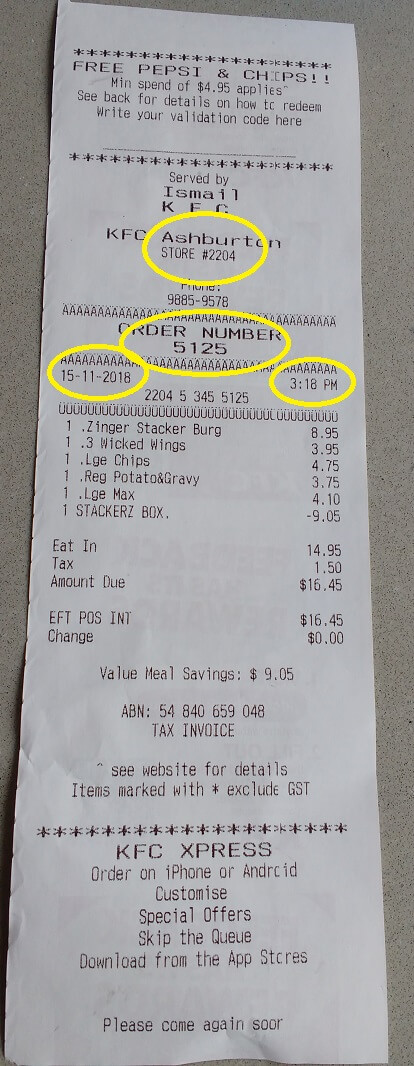 ********************
FREE PEPSI & CHIPS!!
Min spend of $4.95 applies^
See back for details on how to redeem
Write your validation code here
********************
Served by
Ismail
K F C
KFC Ashburton
STORE #2204
Phone:
9885-9578
ORDER NUMBER
5125
15-11-2018 3:18 PM
2204 5 345 5125
1 .Zinger Stacker Burg 8.95
1 .3 Wicked Wings 3.95
1 .Lge Chips 4.75
1 .Reg Potato&Gravy 3.75
1 .Lge Max 4.10
1 STACKERZ BOX. -9.05
Eat In 14.95
Tax 1.50
Amount Due $16.45
EFT POS INT $16.45
Change $0.00
Value Meal Savings: $ 9.05
ABN: 54 840 659 048
TAX INVOICE
^ see website for details
Items marked with * exclude GST
**********************
KFC XPRESS
Order on iPhone or Android
Customise
Special Offers
Skip the Queue
Download from the App Stores
Please come again soon